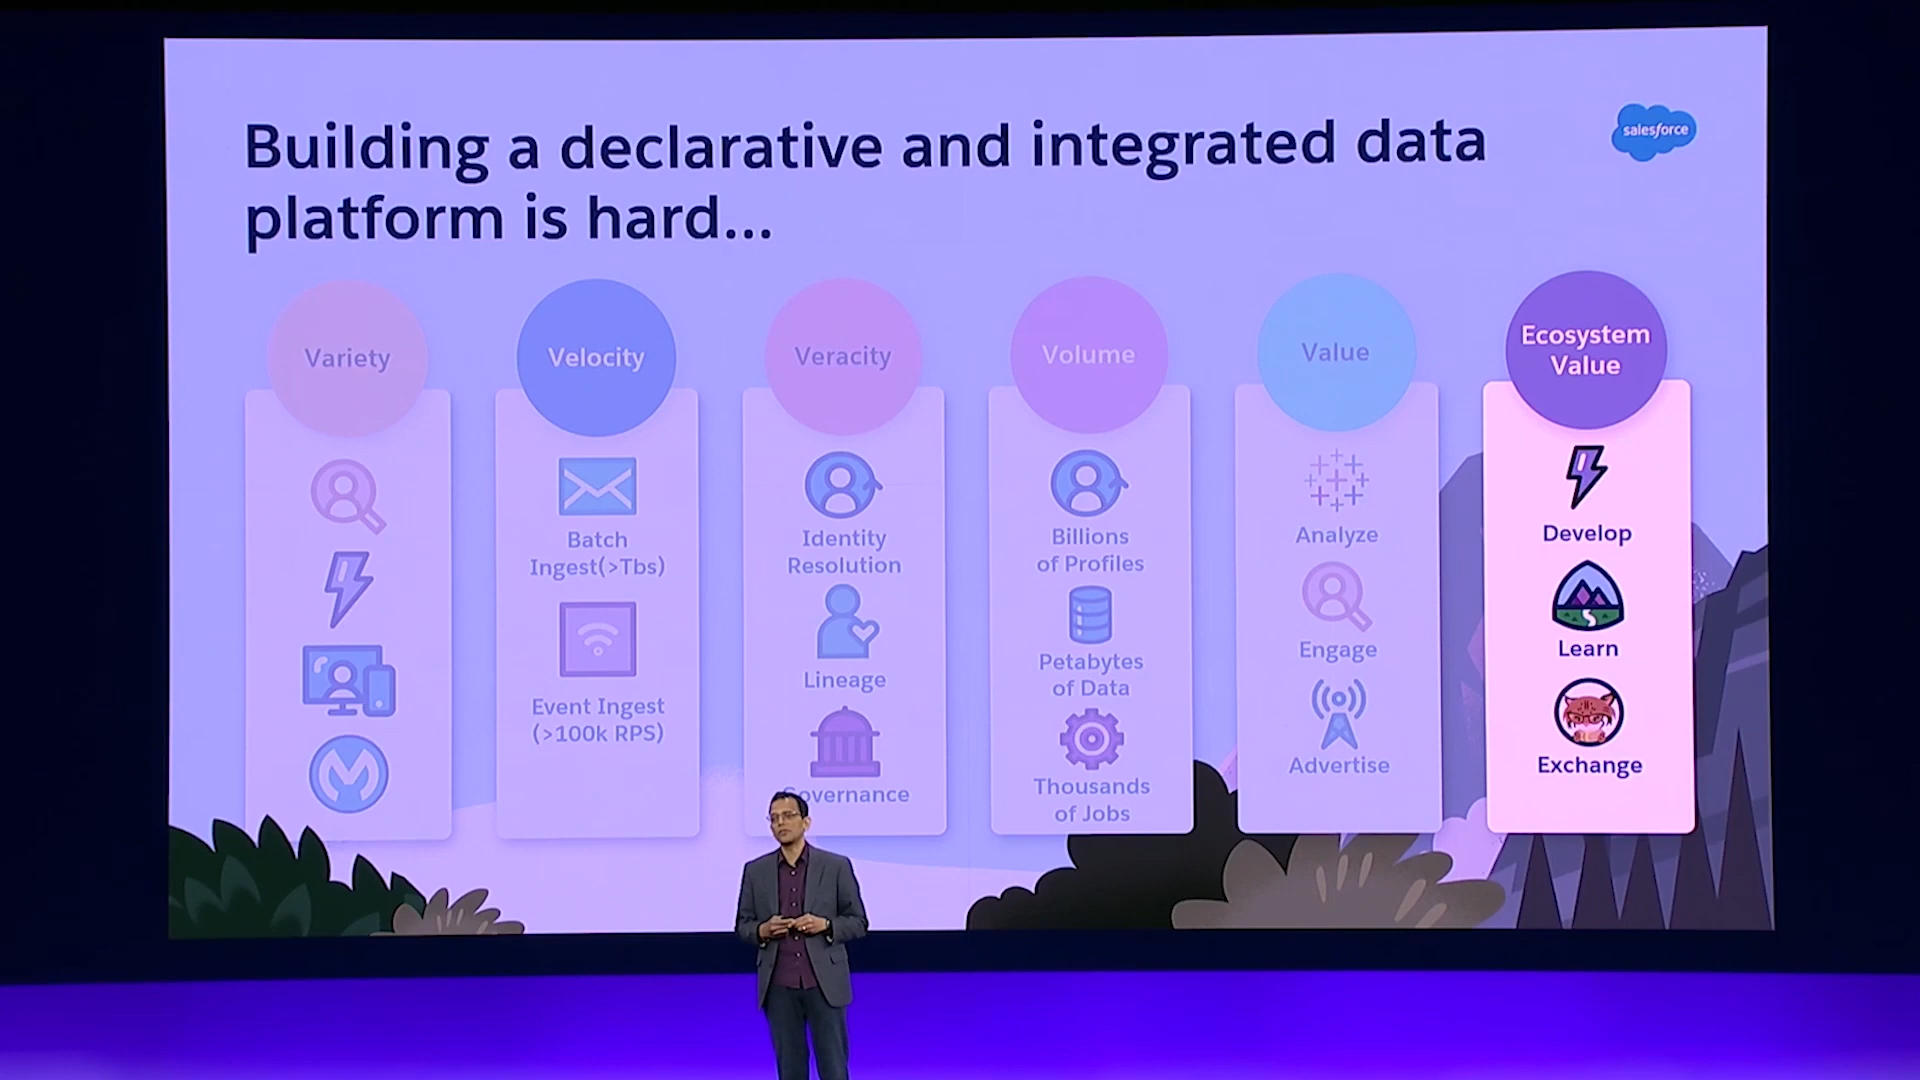 Building a declarative and integrated data
platform is hard...
salesforce
Variety
Velocity
Batch
Ingest(>Tbs)
Event Ingest
(>100k RPS)
Veracity
Identity
Resolution
Lineage
Governance
Volume
Billions
of Profiles
Petabytes
of Data
Thousands
of Jobs
Value
Analyze
Engage
Advertise
Ecosystem
Value
Develop
Learn
Exchange